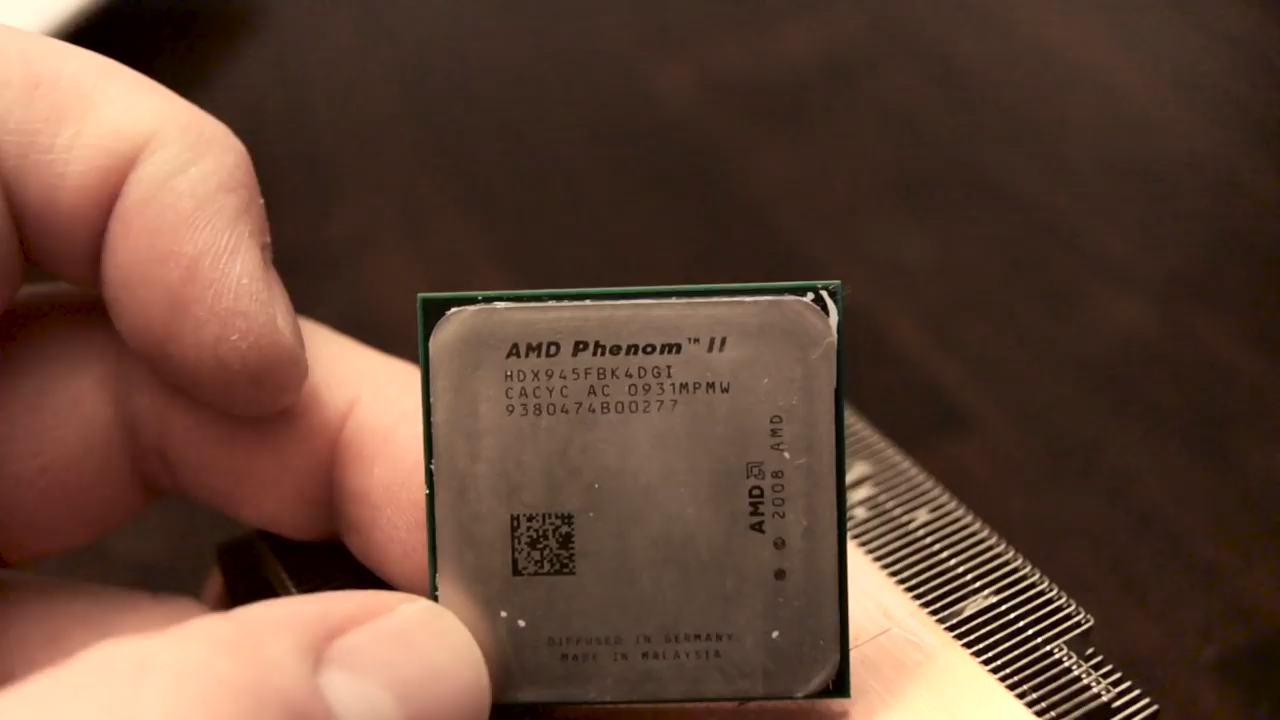 AMD Phenom™ II
HDX945FBK4DGI
CACYC AC 0931MPMW
9380474B00277
AMD
© 2008 AMD
DIFFUSED IN GERMANY
MADE IN MALAYSIA